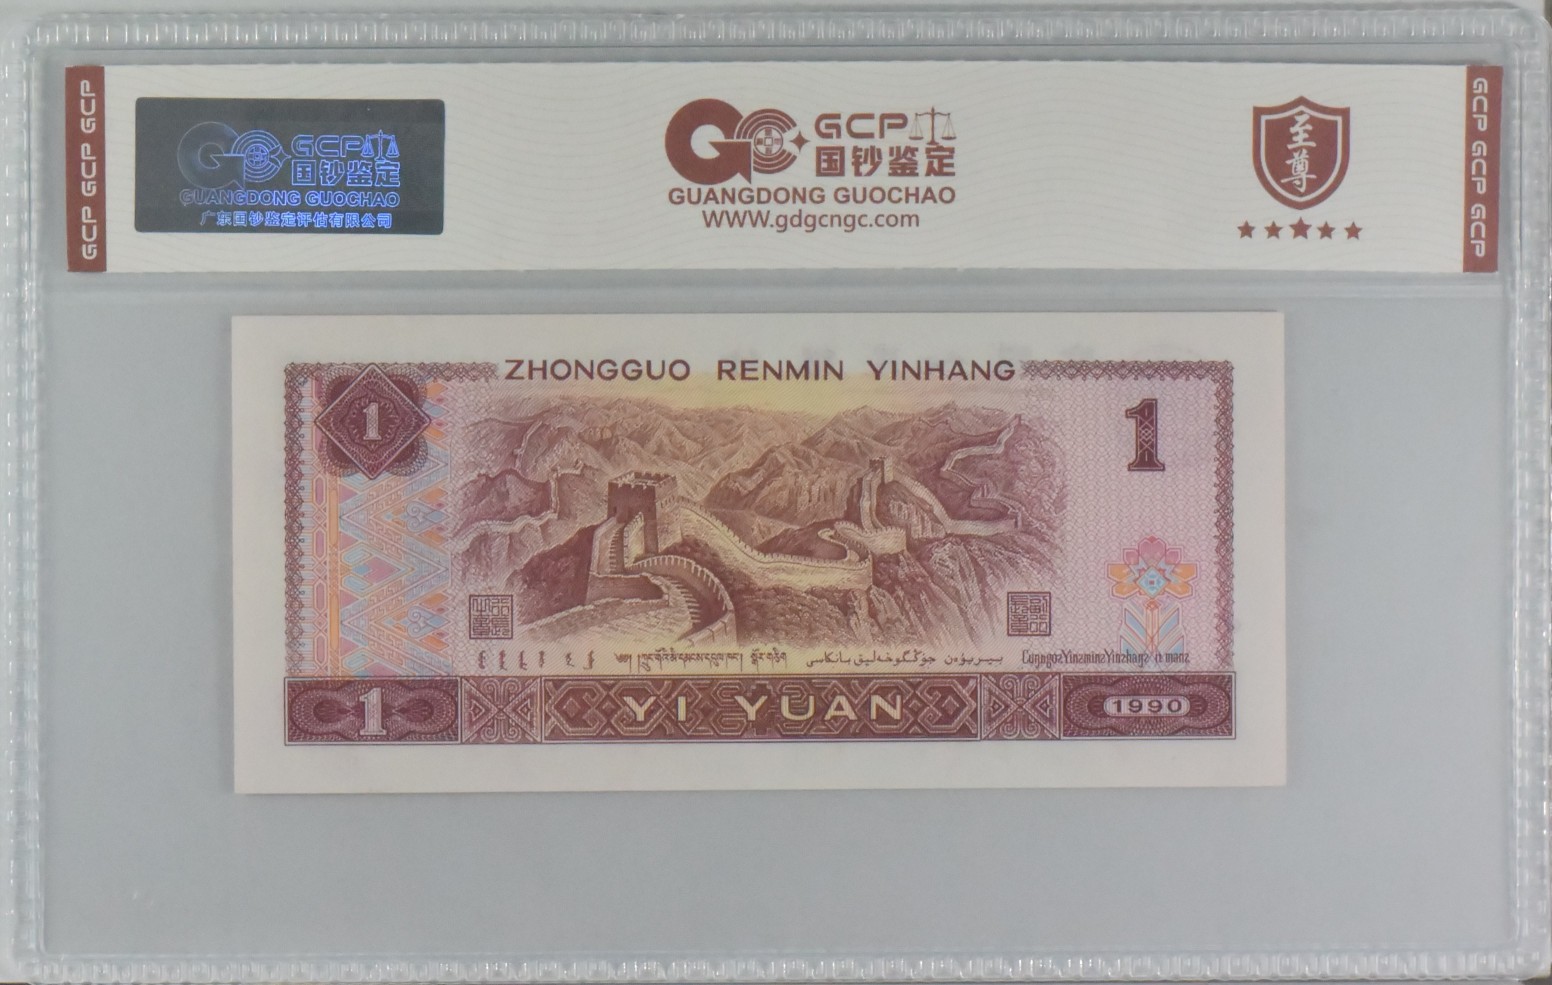 GCP GCP GCP
GCP
国钞鉴定
GUANGDONG GUOCHAO
广东国钞鉴定评估有限公司
GCP
国钞鉴定
GUANGDONG GUOCHAO
WWW.gdgcngc.com
至尊
GCP GCP GCP
ZHONGGUO RENMIN YINHANG
1
1
1
YI YUAN
1990